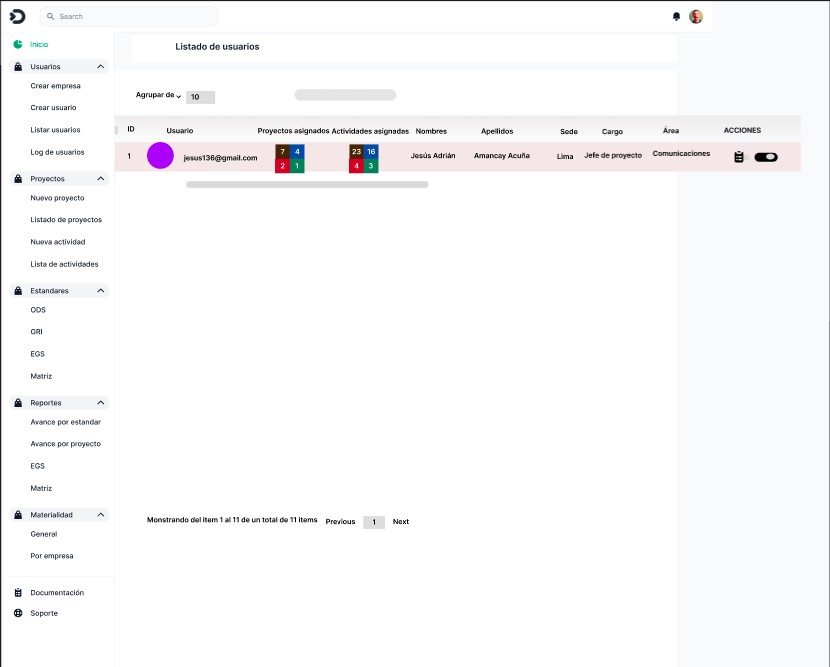 Search
Inicio
Usuarios
Crear empresa
Crear usuario
Listar usuarios
Log de usuarios
Proyectos
Nuevo proyecto
Listado de proyectos
Nueva actividad
Lista de actividades
Estandares
ODS
GRI
EGS
Matriz
Reportes
Avance por estandar
Avance por proyecto
EGS
Matriz
Materialidad
General
Por empresa
Documentación
Soporte
Listado de usuarios
Agrupar de 10
ID Usuario Proyectos asignados Actividades asignadas Nombres Apellidos Sede Cargo Área ACCIONES
1 jesus136@gmail.com 7 4 2 1 23 16 4 3 Jesús Adrián Amancay Acuña Lima Jefe de proyecto Comunicaciones
Monstrando del item 1 al 11 de un total de 11 items Previous 1 Next